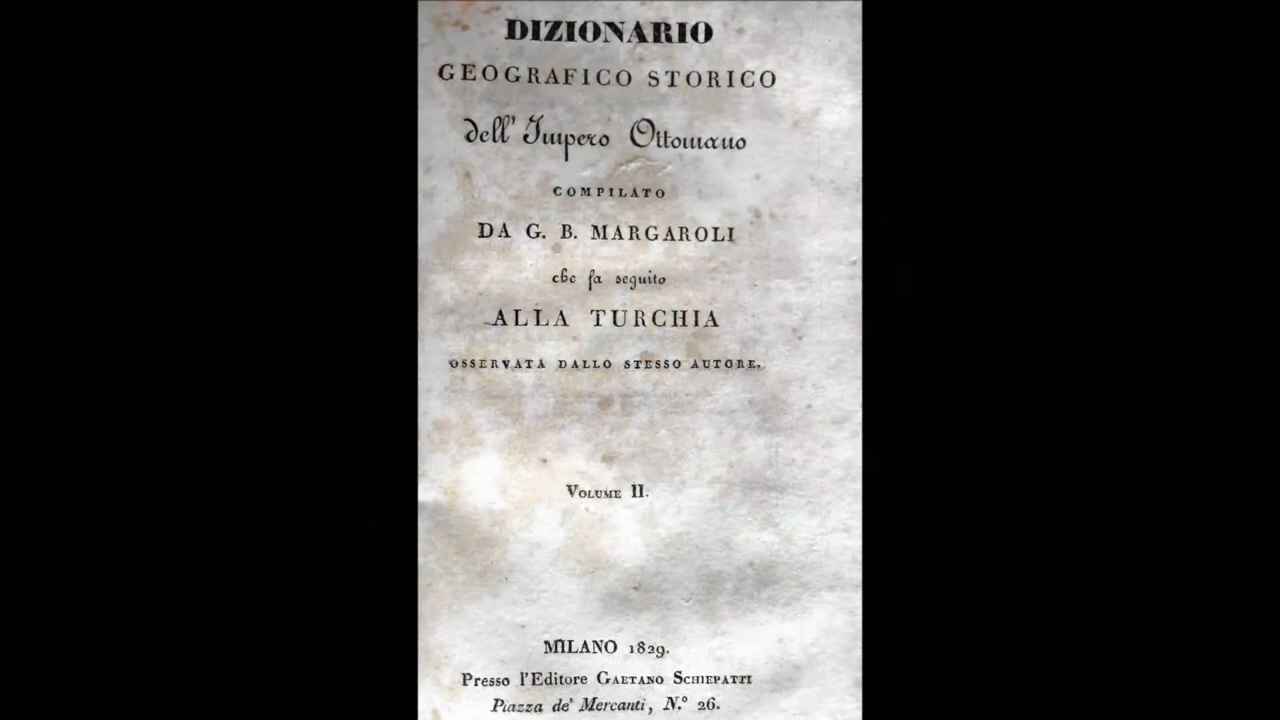 DIZIONARIO
GEOGRAFICO STORICO
dell' Impero Ottomano
COMPILATO
DA G. B. MARGAROLI
che fa seguito
ALLA TURCHIA
OSSERVATA DALLO STESSO AUTORE.
VOLUME II.
MILANO 1829.
Presso l'Editore GAETANO SCHIEPATTI
Piazza de' Mercanti, N.º 26.